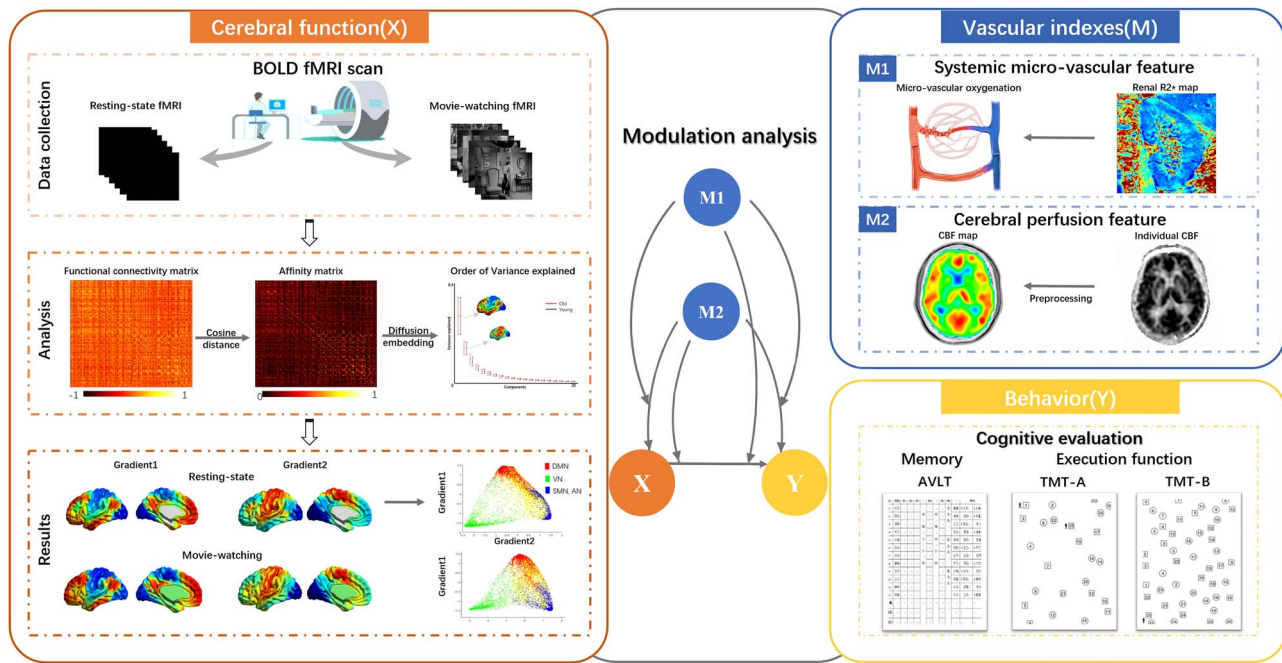 Cerebral function(X)
Data collection
BOLD fMRI scan
Resting-state fMRI
Movie-watching fMRI
Analysis
Functional connectivity matrix
Affinity matrix
Order of Variance explained
Cosine
distance
Diffusion
embedding
Variance explained
Old
Young
Components
-1
1
0
1
Results
Gradient1
Gradient2
Resting-state
Movie-watching
Gradient1
DMN
VN
SMN, AN
Gradient2
Gradient1
Modulation analysis
M1
M2
X
Y
Vascular indexes(M)
M1
Systemic micro-vascular feature
Micro-vascular oxygenation
Renal R2* map
M2
Cerebral perfusion feature
CBF map
Individual CBF
Preprocessing
Behavior(Y)
Cognitive evaluation
Memory
Execution function
AVLT
TMT-A
TMT-B